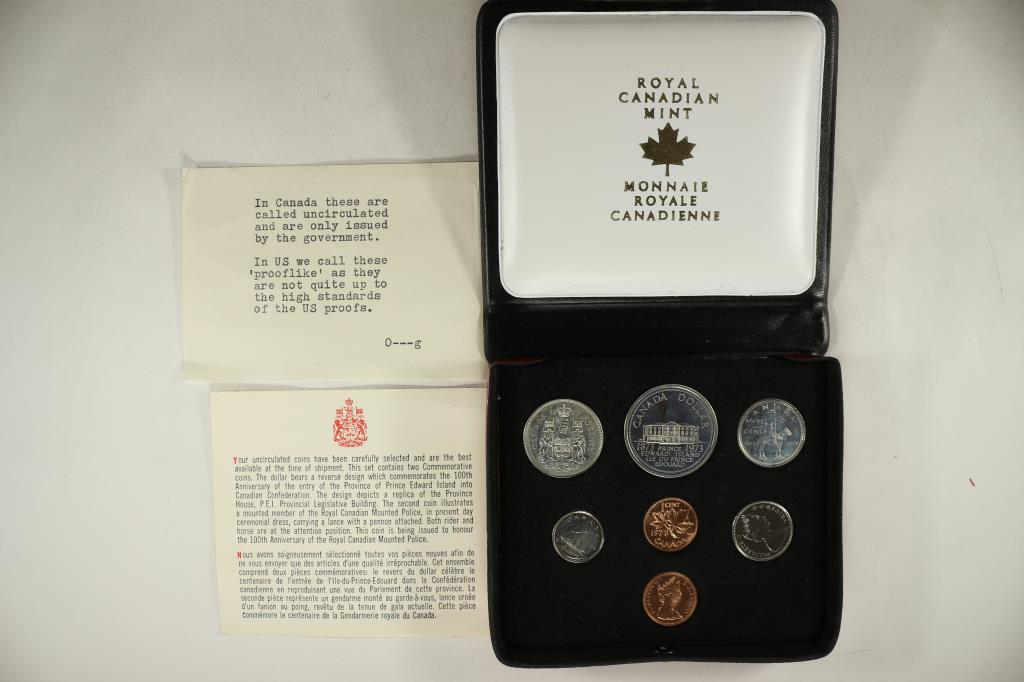 ROYAL
CANADIAN
MINT
MONNAIE
ROYALE
CANADIENNE
In Canada these are
called uncirculated
and are only issued
by the government.
In US we call these
'prooflike' as they
are not quite up to
the high standards
of the US proofs.
O---g
Your uncirculated coins have been carefully selected and are the best
available at the time of shipment. This set contains two Commemorative
coins. The dollar bears a reverse design which commemorates the 100th
Anniversary of the entry of the Province of Prince Edward Island into
Canadian Confederation. The design depicts a replica of the Province
House, P.E.I. Provincial Legislative Building. The second coin illustrates
a mounted member of the Royal Canadian Mounted Police, in present day
ceremonial dress, carrying a lance with a pennon attached. Both rider and
horse are at the attention position. This coin is being issued to honour
the 100th Anniversary of the Royal Canadian Mounted Police.
Nous avons soigneusement sélectionné toutes vos pièces neuves afin de
ne vous envoyer que des articles d'une qualité irréprochable. Cet ensemble
comprend deux pièces commémoratives: le revers du dollar célèbre le
centenaire de l'entrée de l'Ile-du-Prince-Edouard dans la Confédération
canadienne en reproduisant une vue du Parlement de cette province. La
seconde pièce représente un gendarme monté au garde-à-vous, lance ornée
d'un fanion au poing, revêtu de la tenue de gala actuelle. Cette pièce
commémore le centenaire de la Gendarmerie royale du Canada.
CANADA DOLLAR
1873 PRINCE 1973
EDWARD ISLAND
ILE DU PRINCE
EDOUARD
CANADA
1 CENT
CANADA